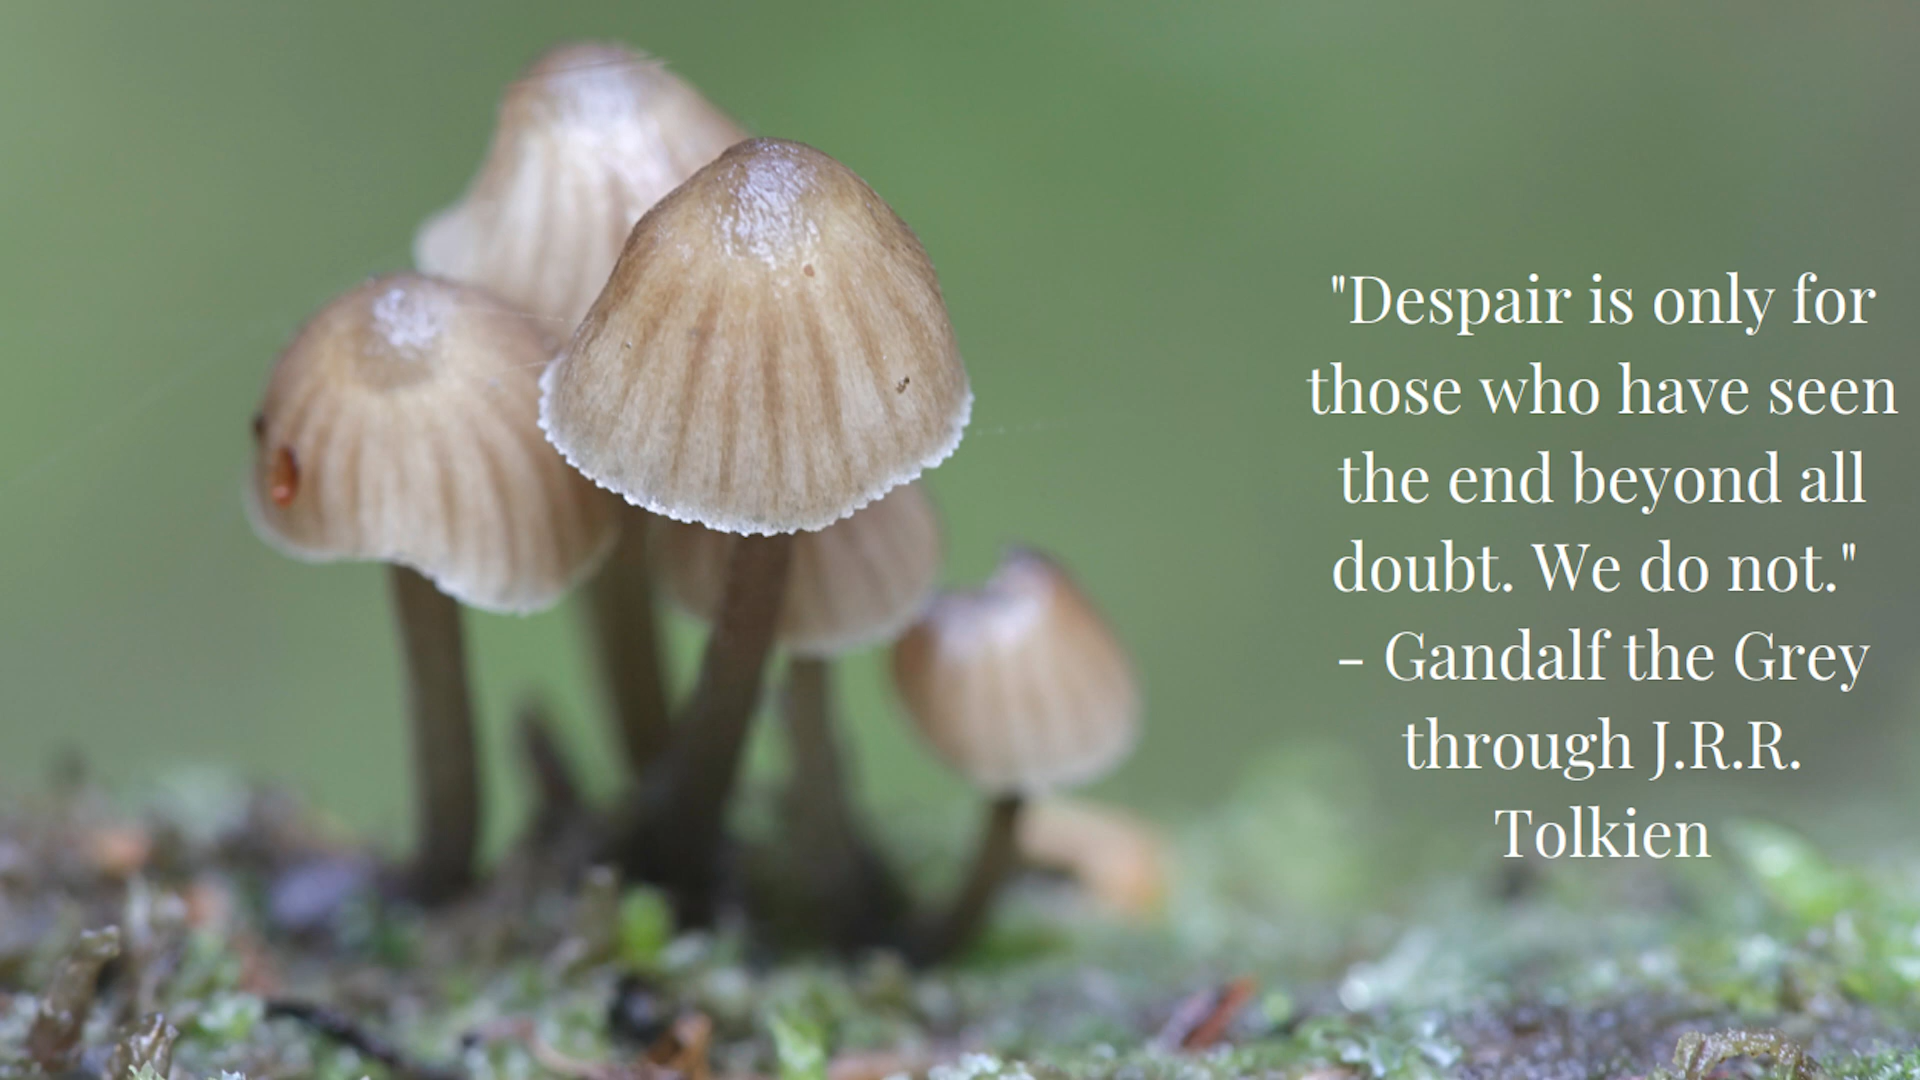 "Despair is only for
those who have seen
the end beyond all
doubt. We do not."
- Gandalf the Grey
through J.R.R.
Tolkien